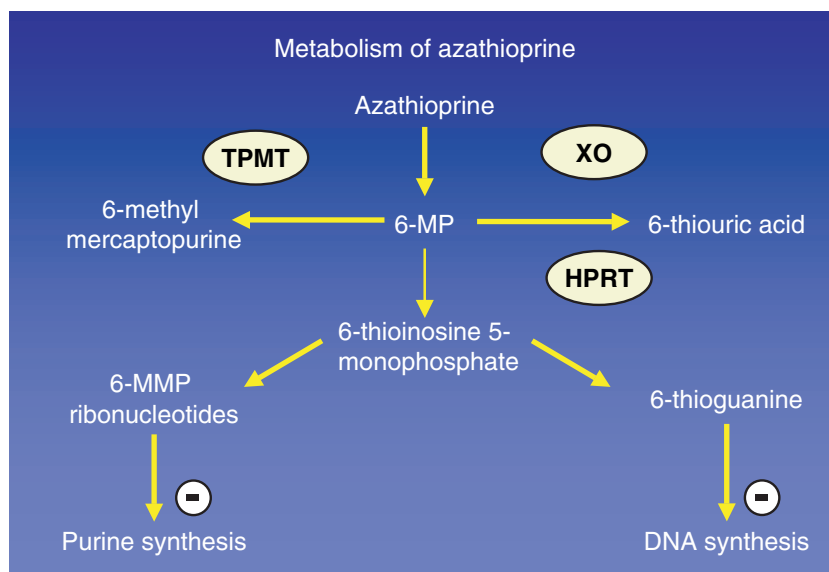 Metabolism of azathioprine
Azathioprine
TPMT
XO
6-methyl
mercaptopurine
6-MP
6-thiouric acid
HPRT
6-thioinosine 5-
monophosphate
6-MMP
ribonucleotides
6-thioguanine
-
-
Purine synthesis
DNA synthesis